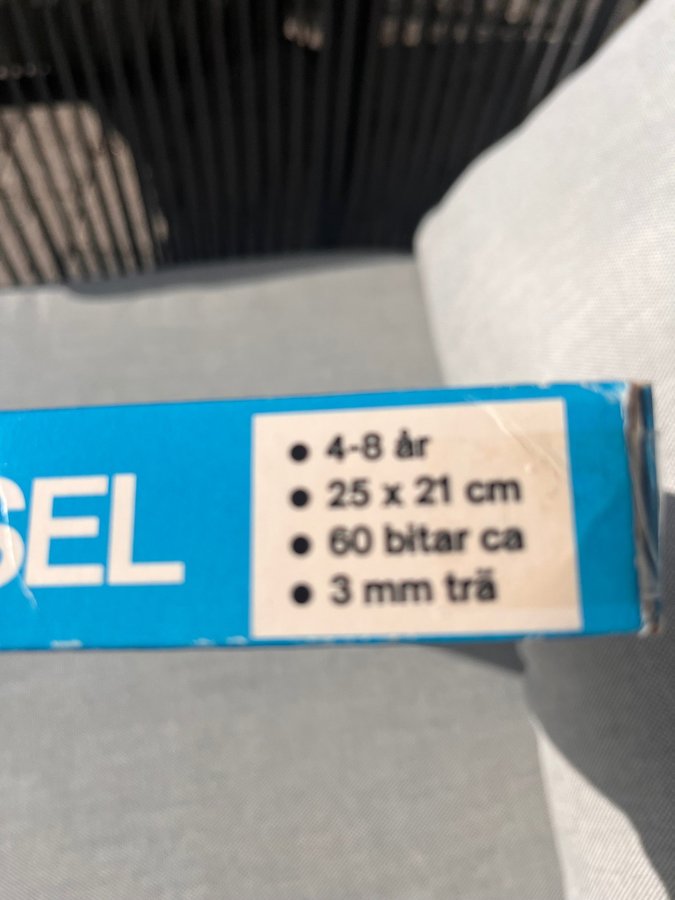 SEL
● 4-8 år
● 25 x 21 cm
● 60 bitar ca
● 3 mm trä